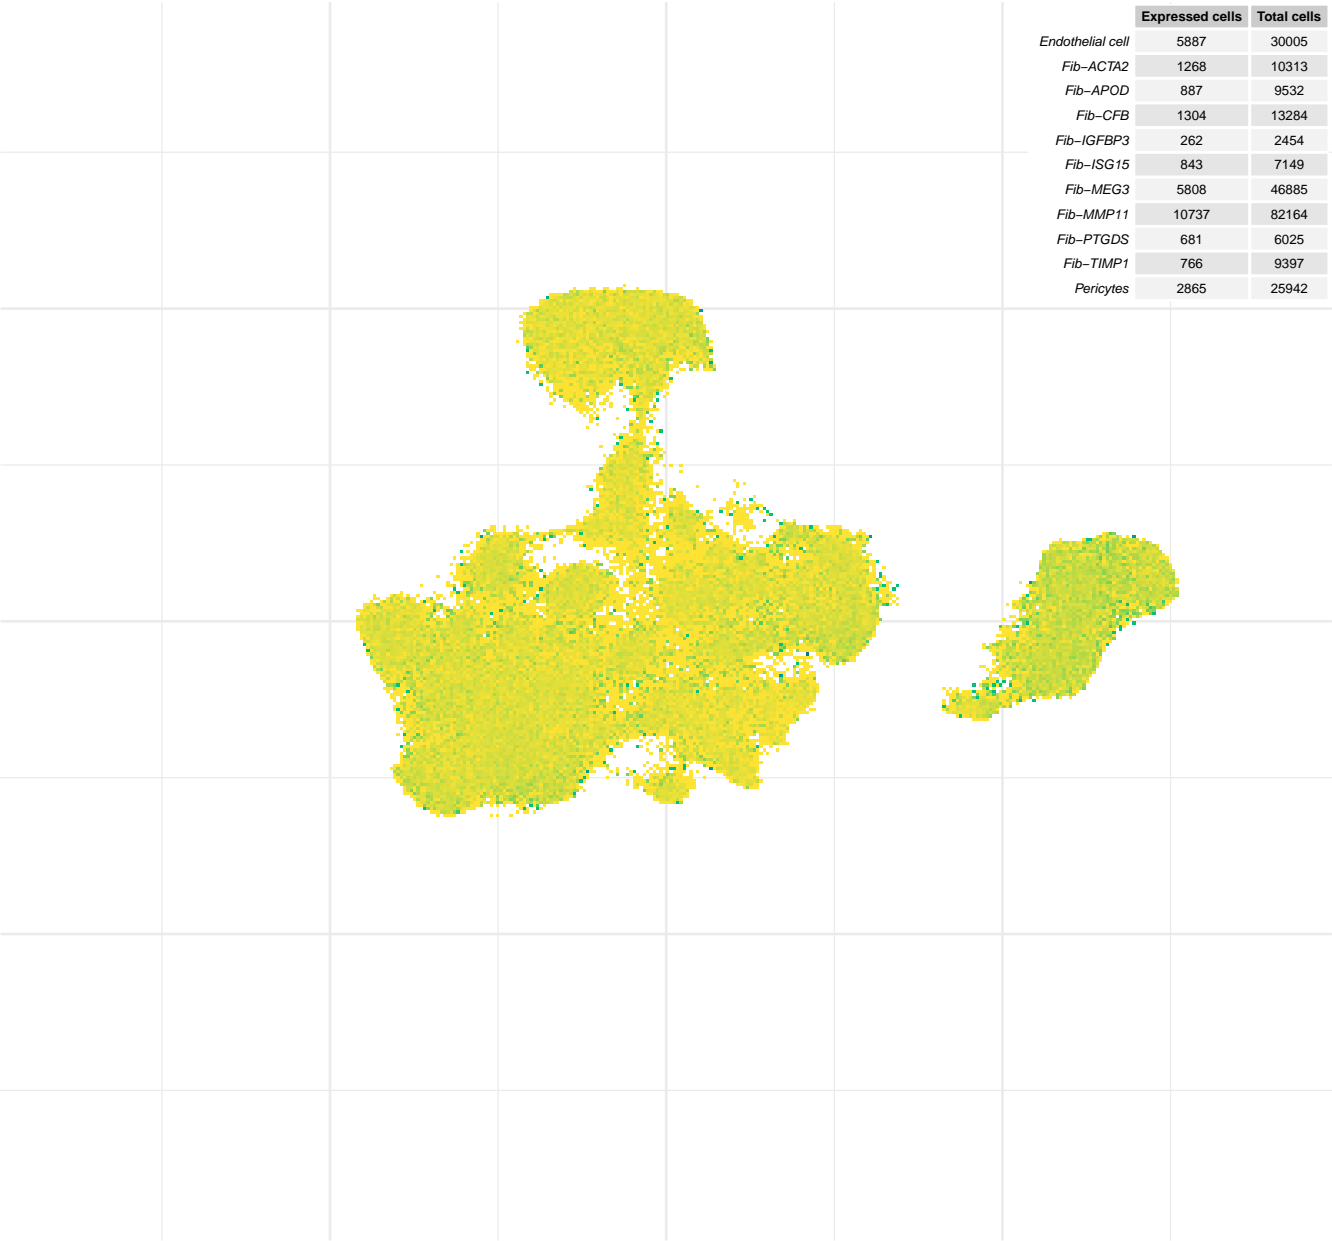 Expressed cells Total cells
Endothelial cell 5887 30005
Fib−ACTA2 1268 10313
Fib−APOD 887 9532
Fib−CFB 1304 13284
Fib−IGFBP3 262 2454
Fib−ISG15 843 7149
Fib−MEG3 5808 46885
Fib−MMP11 10737 82164
Fib−PTGDS 681 6025
Fib−TIMP1 766 9397
Pericytes 2865 25942